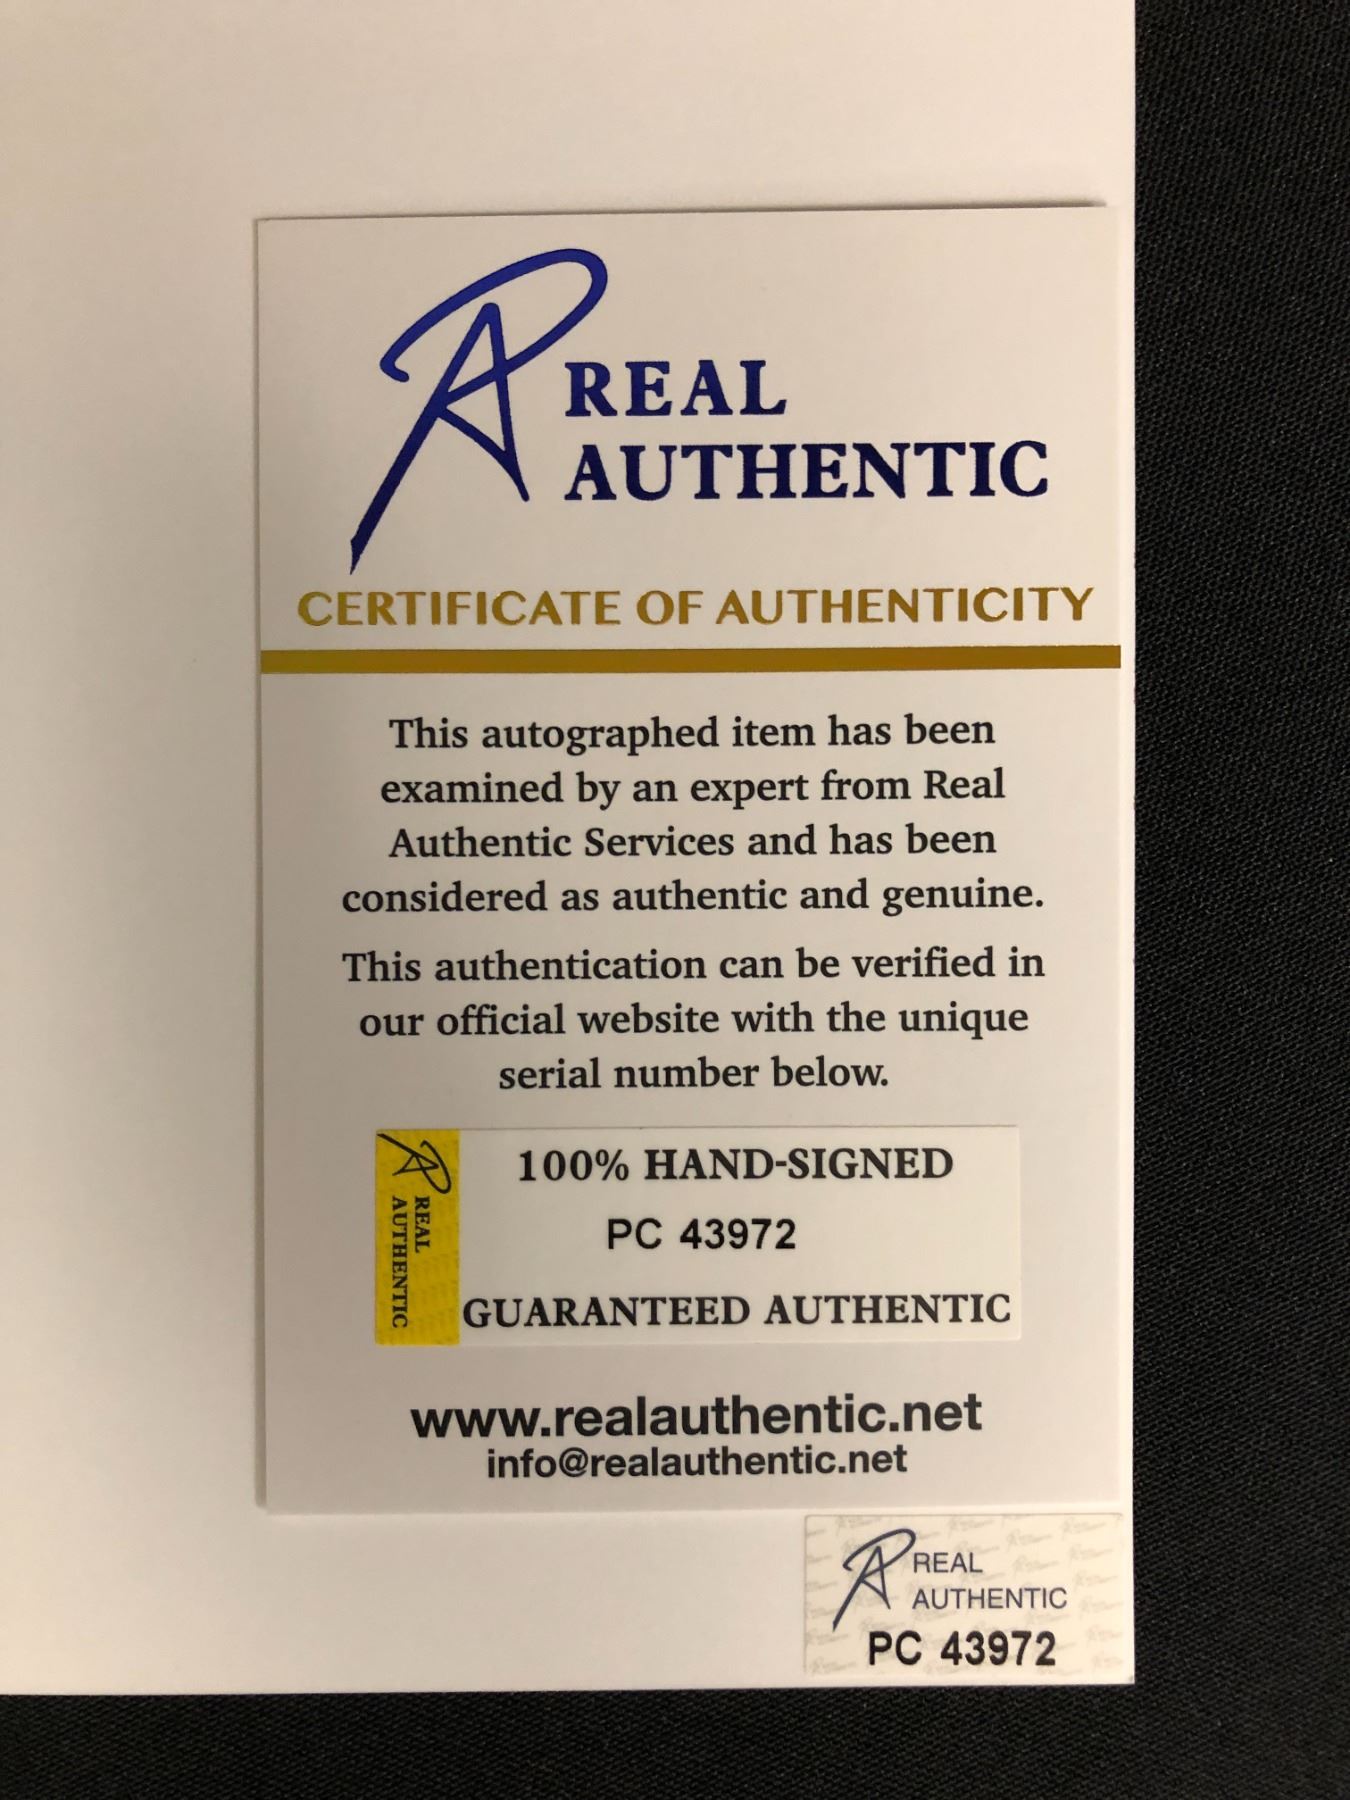 REAL
AUTHENTIC
CERTIFICATE OF AUTHENTICITY
This autographed item has been
examined by an expert from Real
Authentic Services and has been
considered as authentic and genuine.
This authentication can be verified in
our official website with the unique
serial number below.
REAL
AUTHENTIC
100% HAND-SIGNED
PC 43972
GUARANTEED AUTHENTIC
www.realauthentic.net
info@realauthentic.net
REAL
AUTHENTIC
PC 43972